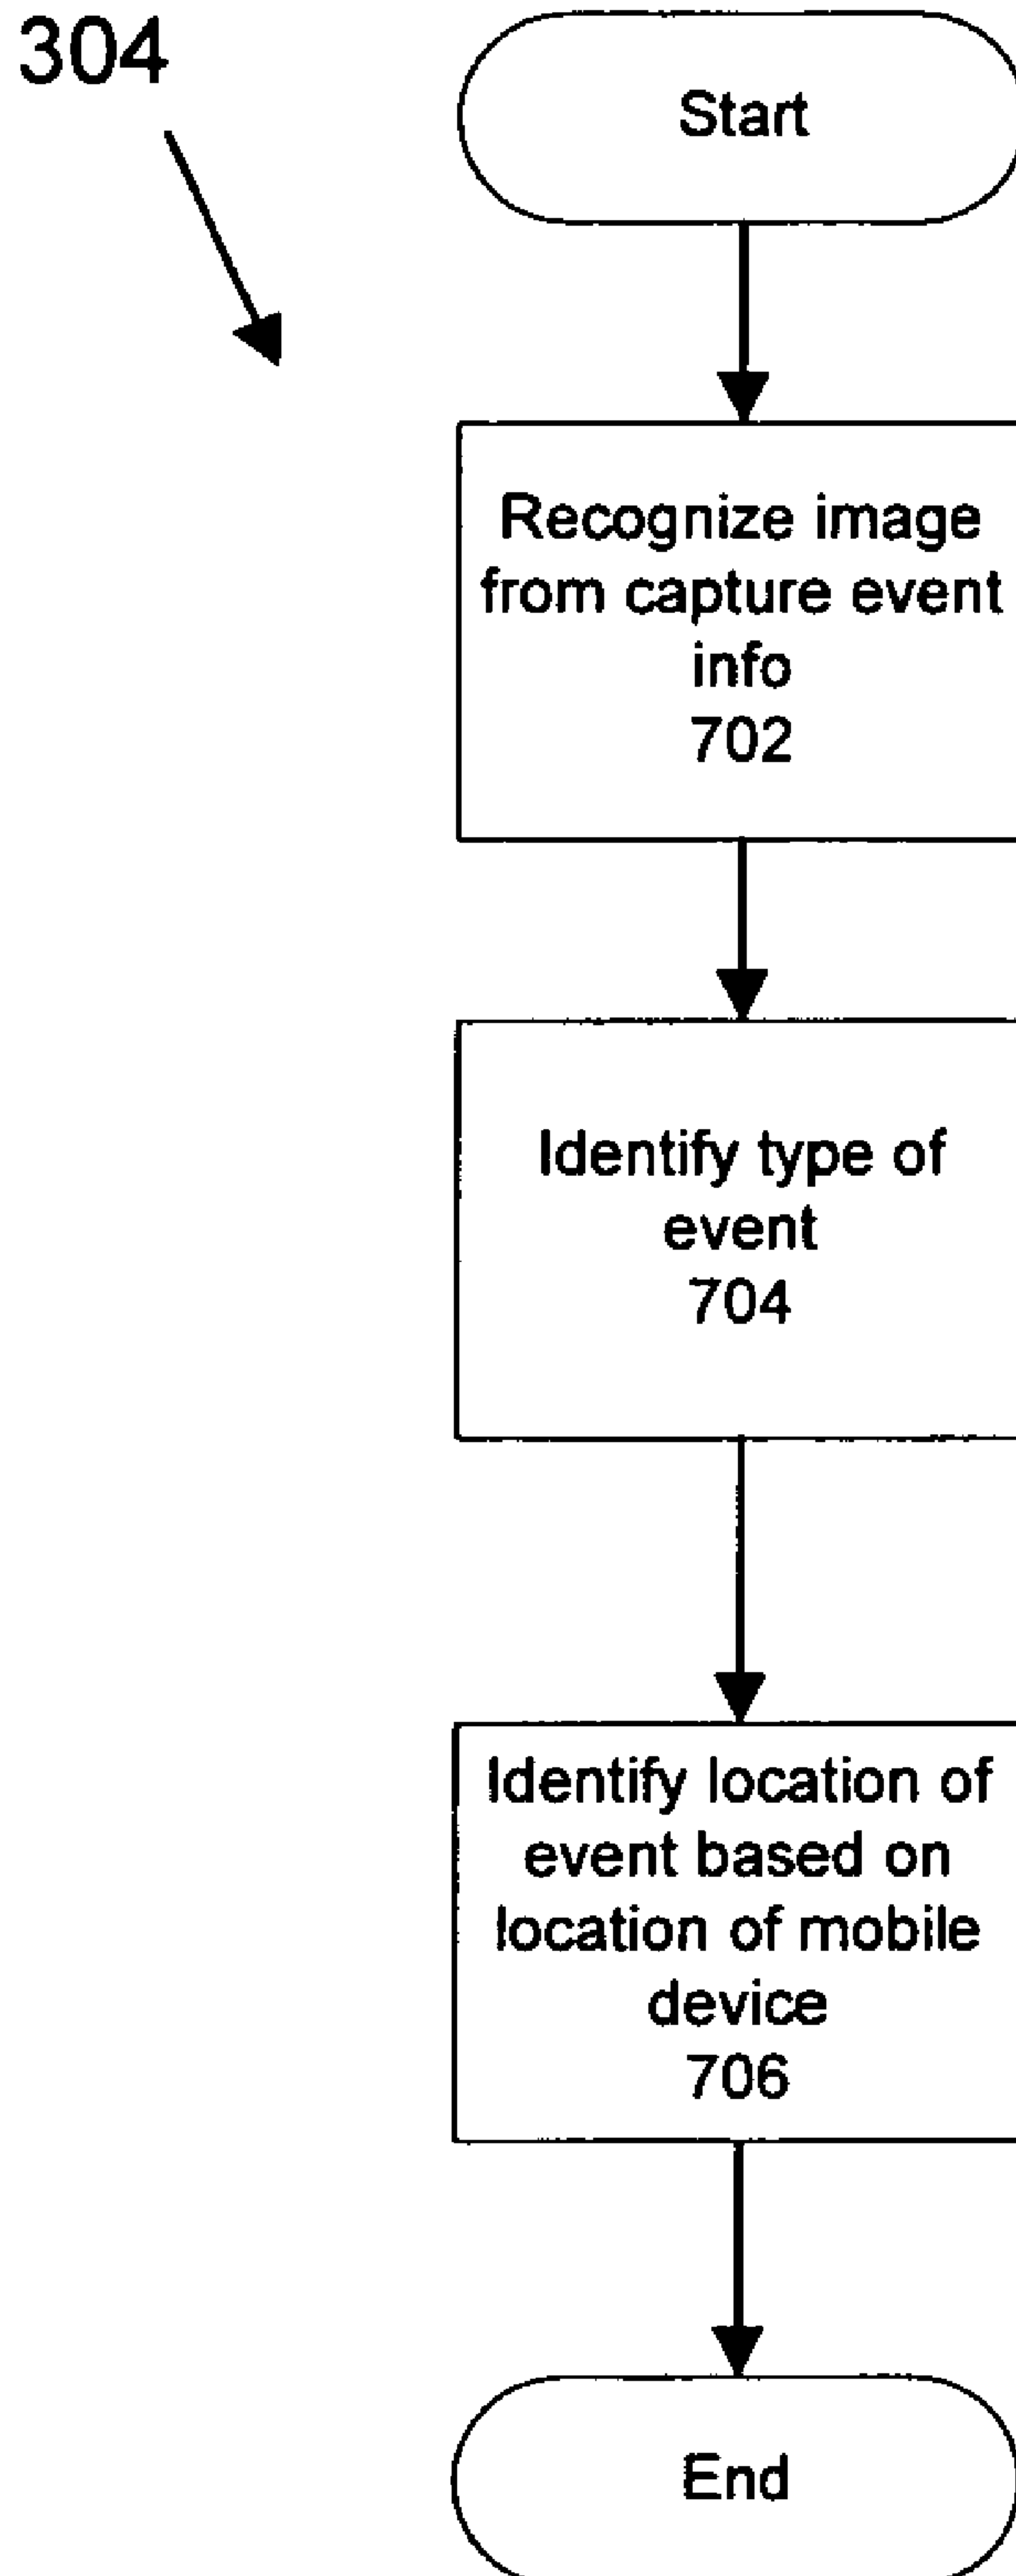 304
Start
Recognize image
from capture event
info
702
Identify type of
event
704
Identify location of
event based on
location of mobile
device
706
End